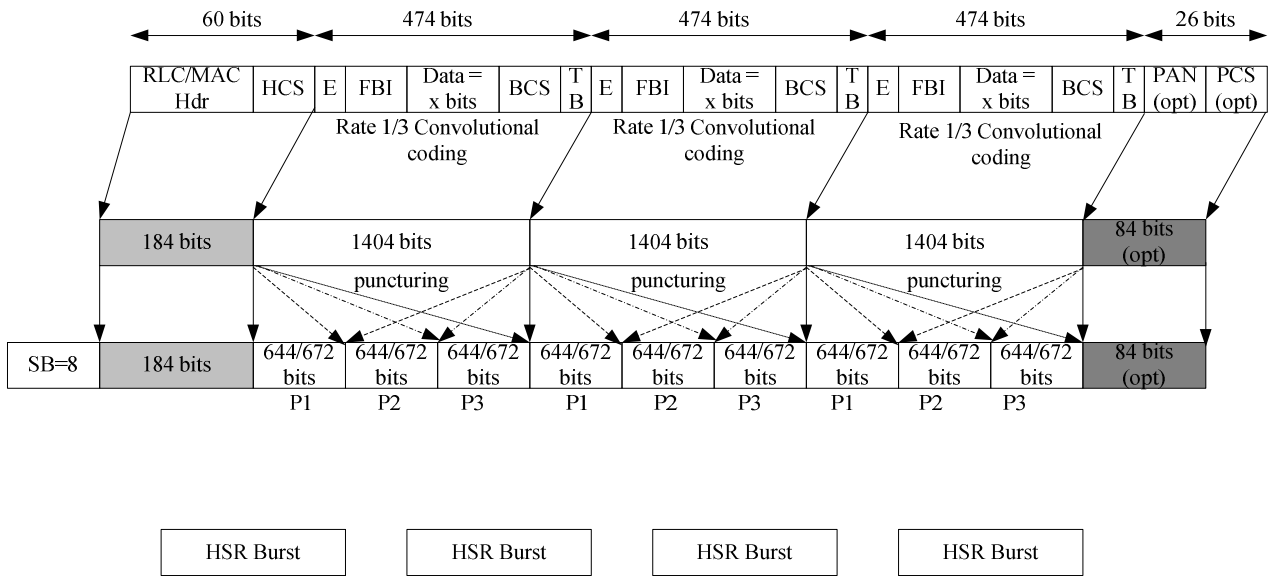 60 bits 474 bits 474 bits 474 bits 26 bits
RLC/MAC Hdr
HCS
E
FBI
Data = x bits
BCS
T B
E
FBI
Data = x bits
BCS
T B
E
FBI
Data = x bits
BCS
T B
PAN (opt)
PCS (opt)
Rate 1/3 Convolutional
coding
Rate 1/3 Convolutional
coding
Rate 1/3 Convolutional
coding
184 bits 1404 bits 1404 bits 1404 bits 84 bits (opt)
puncturing puncturing puncturing
SB=8
184 bits
644/672 bits
644/672 bits
644/672 bits
644/672 bits
644/672 bits
644/672 bits
644/672 bits
644/672 bits
644/672 bits
84 bits (opt)
P1 P2 P3 P1 P2 P3 P1 P2 P3
HSR Burst HSR Burst HSR Burst HSR Burst